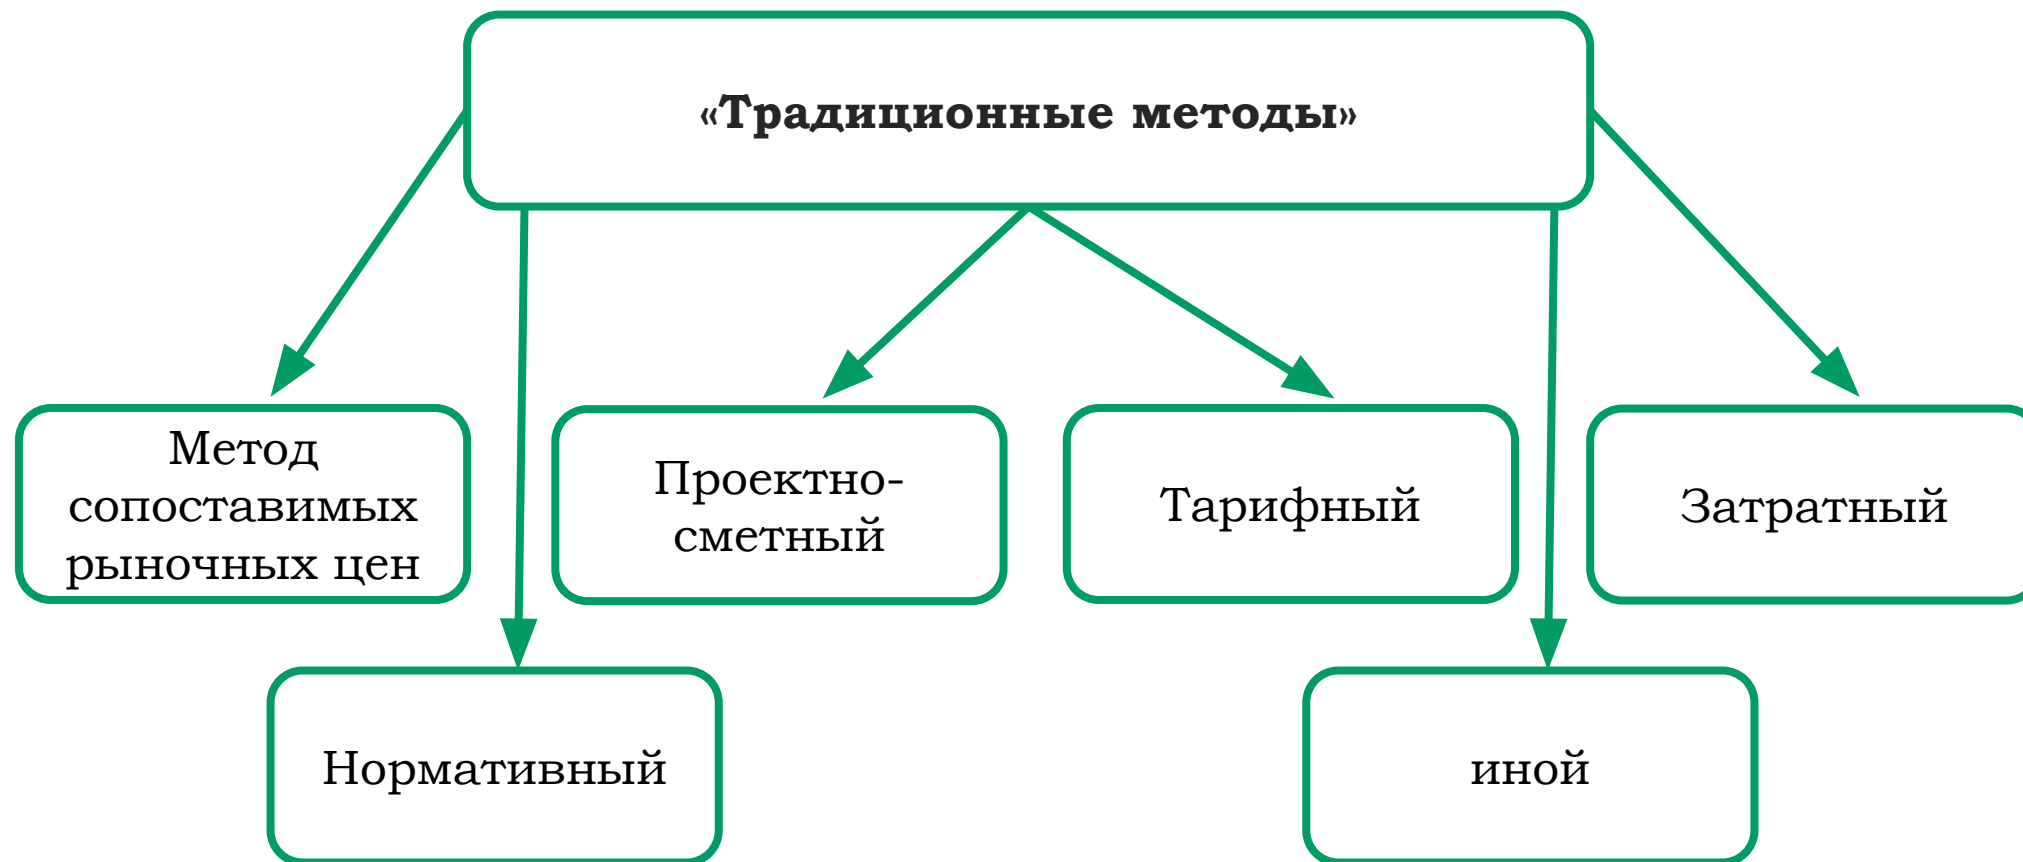 «Традиционные методы»
Метод
сопоставимых
рыночных цен
Проектно-
сметный
Тарифный
Затратный
Нормативный
иной